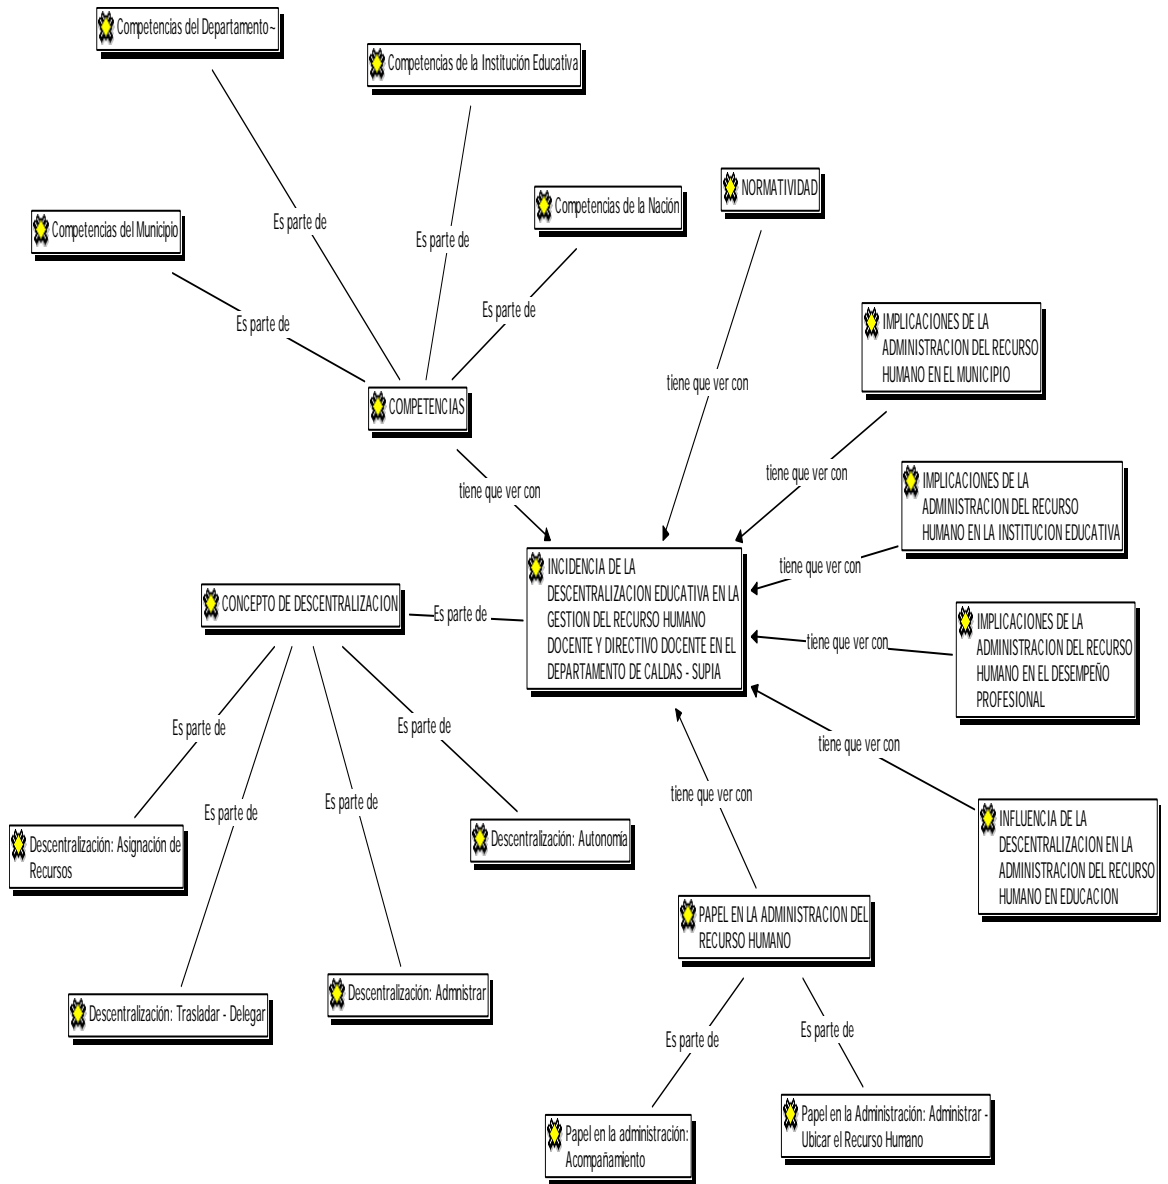 Competencias del Departamento~
Competencias de la Institución Educativa
NORMATIVIDAD
Competencias de la Nación
Competencias del Municipio
Es parte de
Es parte de
Es parte de
Es parte de
IMPLICACIONES DE LA
ADMINISTRACION DEL RECURSO
HUMANO EN EL MUNICIPIO
tiene que ver con
COMPETENCIAS
tiene que ver con
tiene que ver con
IMPLICACIONES DE LA
ADMINISTRACION DEL RECURSO
HUMANO EN LA INSTITUCION EDUCATIVA
tiene que ver con
INCIDENCIA DE LA
DESCENTRALIZACION EDUCATIVA EN LA
GESTION DEL RECURSO HUMANO
DOCENTE Y DIRECTIVO DOCENTE EN EL
DEPARTAMENTO DE CALDAS - SUPIA
CONCEPTO DE DESCENTRALIZACION
Es parte de
IMPLICACIONES DE LA
ADMINISTRACION DEL RECURSO
HUMANO EN EL DESEMPEÑO
PROFESIONAL
tiene que ver con
Es parte de
Es parte de
tiene que ver con
Es parte de
Es parte de
tiene que ver con
Descentralización: Asignación de
Recursos
Descentralización: Autonomía
INFLUENCIA DE LA
DESCENTRALIZACION EN LA
ADMINISTRACION DEL RECURSO
HUMANO EN EDUCACION
PAPEL EN LA ADMINISTRACION DEL
RECURSO HUMANO
Descentralización: Trasladar - Delegar
Descentralización: Admnistrar
Es parte de
Es parte de
Papel en la administración:
Acompañamiento
Papel en la Administración: Administrar -
Ubicar el Recurso Humano